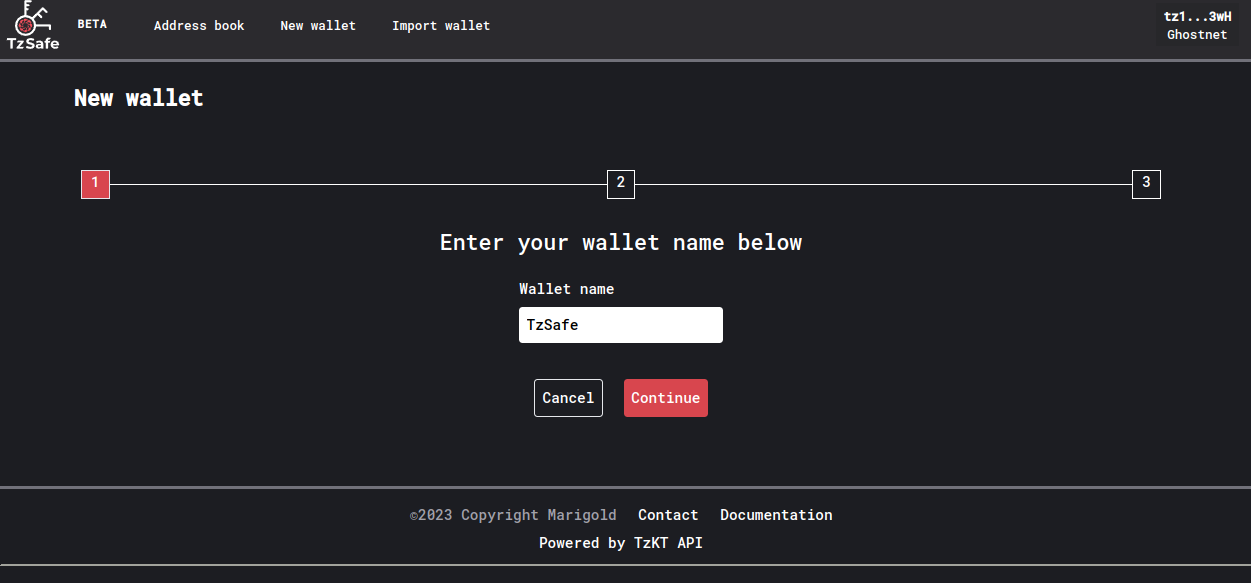 TzSafe
BETA
Address book
New wallet
Import wallet
tz1...3wH
Ghostnet
New wallet
1
2
3
Enter your wallet name below
Wallet name
TzSafe
Cancel
Continue
©2023 Copyright Marigold
Contact
Documentation
Powered by TzKT API